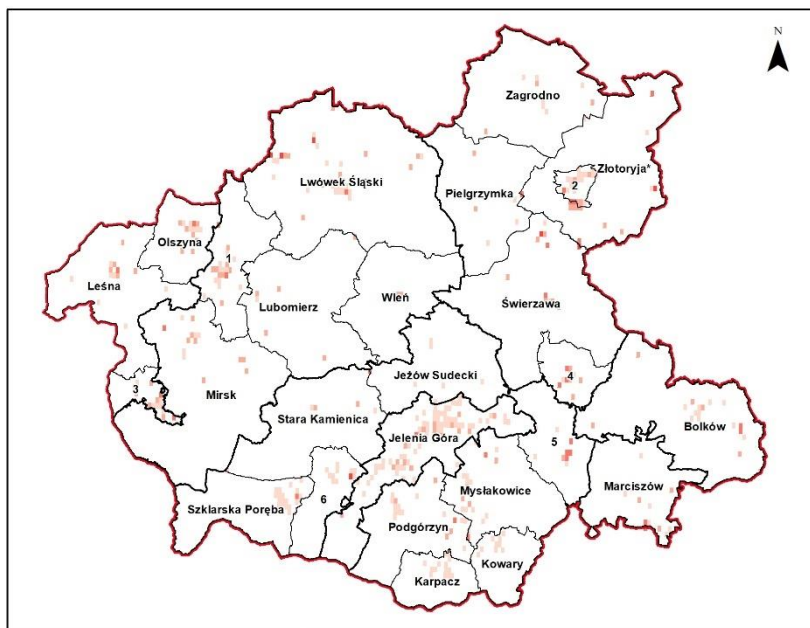 N
Zagrodno
Złotoryja*
Lwówek Śląski
Pielgrzymka
2
Olszyna
1
Leśna
Lubomierz
Wleń
Świerzawa
Jeżów Sudecki
4
3
Mirsk
Stara Kamienica
Bolków
Jelenia Góra
5
Marciszów
Mysłakowice
Szklarska Poręba
6
Podgórzyn
Kowary
Karpacz